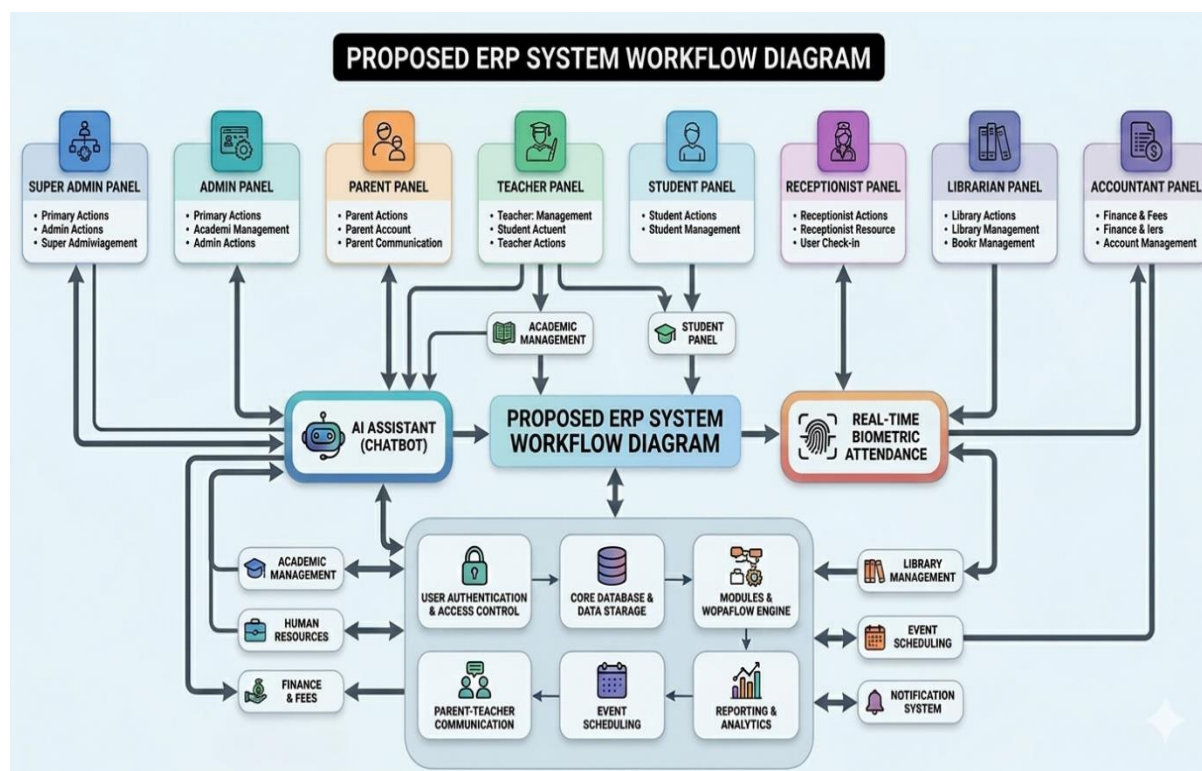 PROPOSED ERP SYSTEM WORKFLOW DIAGRAM
SUPER ADMIN PANEL
• Primary Actions
• Admin Actions
• Super Admiwiagement
ADMIN PANEL
• Primary Actions
• Academi Management
• Admin Actions
PARENT PANEL
• Parent Actions
• Parent Account
• Parent Communication
TEACHER PANEL
• Teacher: Management
• Student Actuent
• Teacher Actions
STUDENT PANEL
• Student Actions
• Student Management
RECEPTIONIST PANEL
• Receptionist Actions
• Receptionist Resource
• User Check-in
LIBRARIAN PANEL
• Library Actions
• Library Management
• Bookr Management
ACCOUNTANT PANEL
• Finance & Fees
• Finance & Iers
• Account Management
ACADEMIC
MANAGEMENT
STUDENT
PANEL
AI ASSISTANT
(CHATBOT)
PROPOSED ERP SYSTEM
WORKFLOW DIAGRAM
REAL-TIME
BIOMETRIC
ATTENDANCE
ACADEMIC
MANAGEMENT
HUMAN
RESOURCES
FINANCE
& FEES
USER AUTHENTICATION
& ACCESS CONTROL
CORE DATABASE &
DATA STARAGE
MODULES &
WOPAFLOW ENGINE
PARENT-TEACHER
COMMUNICATION
EVENT
SCHEDULING
REPORTING &
ANALYTICS
LIBRARY
MANAGEMENT
EVENT
SCHEDULING
NOTIFICATION
SYSTEM